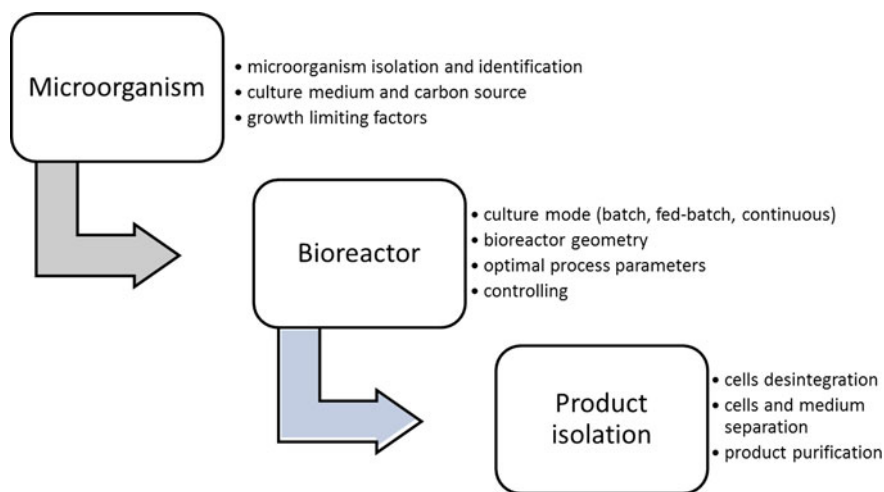 Microorganism
• microorganism isolation and identification
• culture medium and carbon source
• growth limiting factors
Bioreactor
• culture mode (batch, fed-batch, continuous)
• bioreactor geometry
• optimal process parameters
• controlling
Product
isolation
• cells desintegration
• cells and medium
separation
• product purification